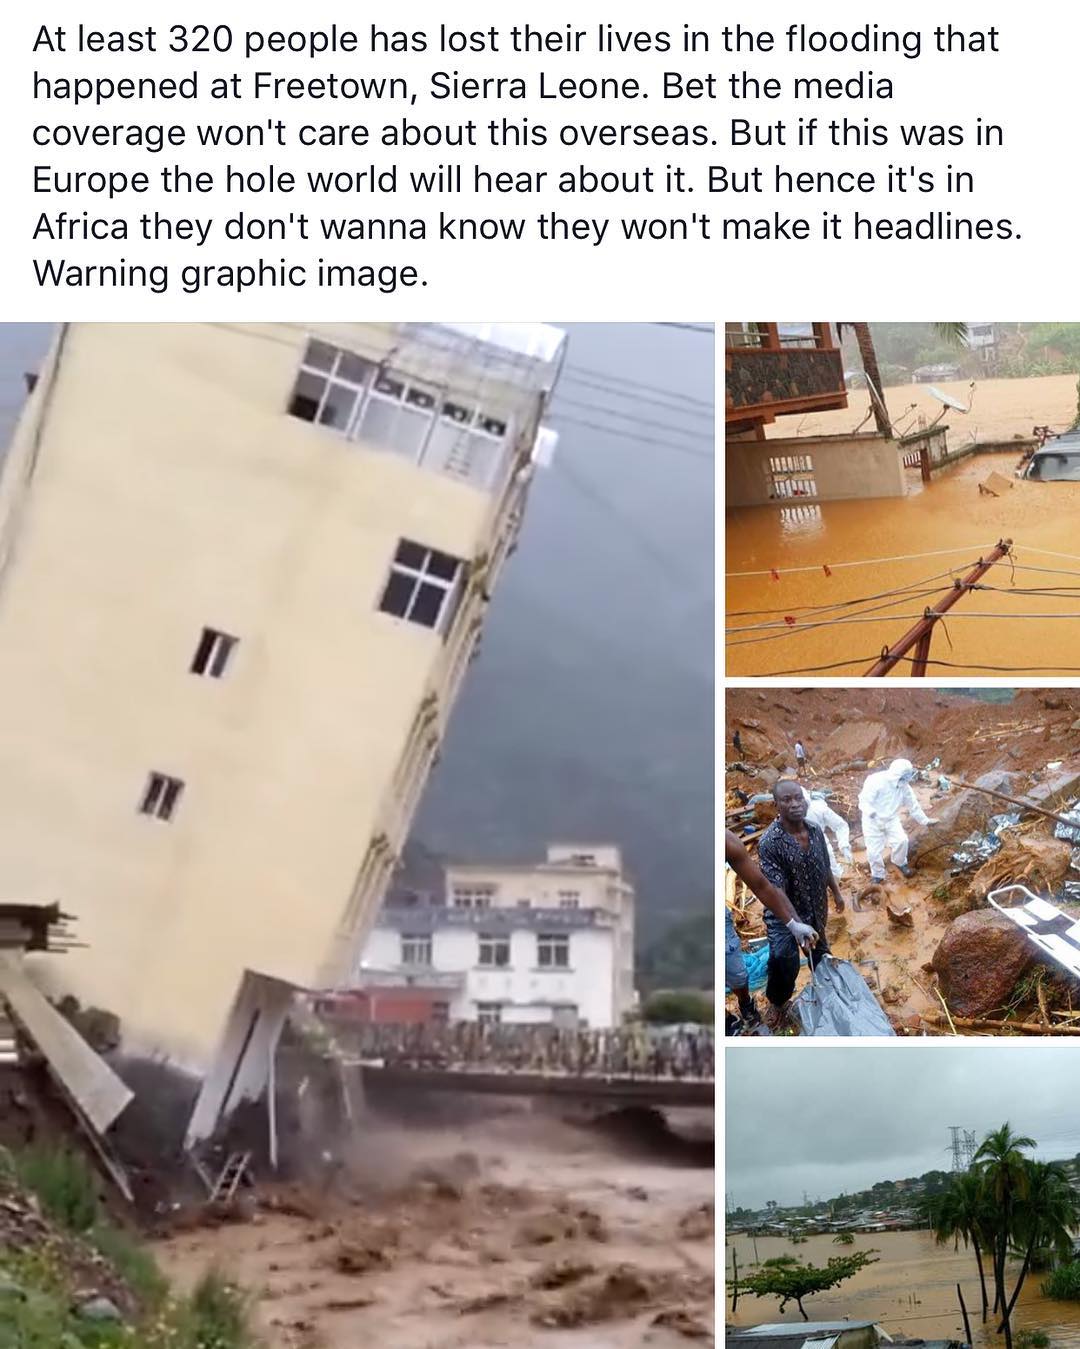 At least 320 people has lost their lives in the flooding that
happened at Freetown, Sierra Leone. Bet the media
coverage won't care about this overseas. But if this was in
Europe the hole world will hear about it. But hence it's in
Africa they don't wanna know they won't make it headlines.
Warning graphic image.